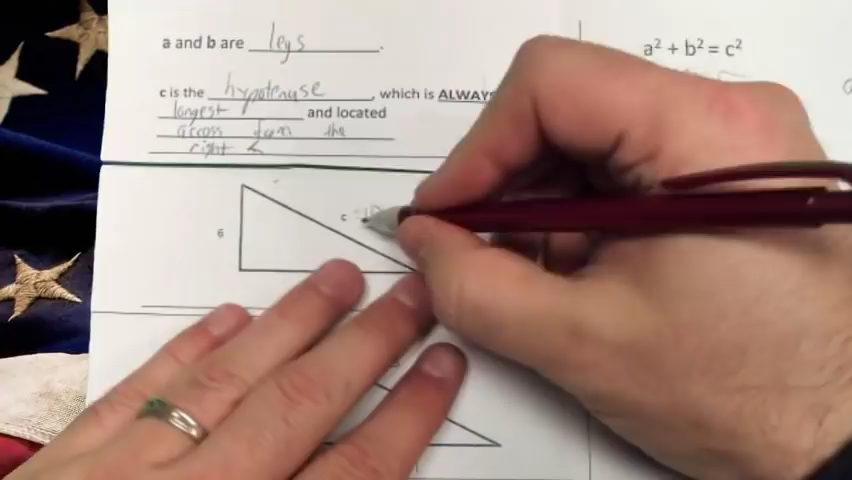 a and b are legs.
a² + b² = c²
c is the hypotenuse, which is ALWAYS
longest and located
across from the
right <
6
c